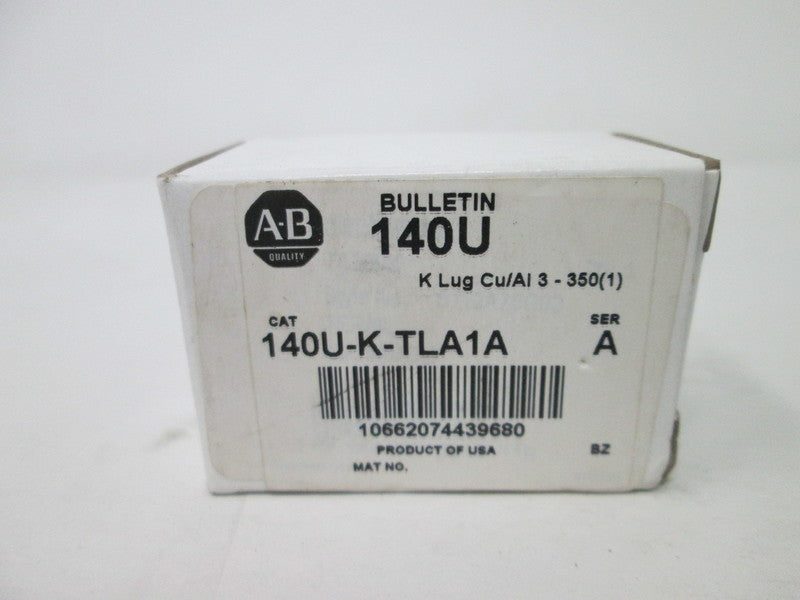 A-B
QUALITY
BULLETIN
140U
K Lug Cu/Al 3 - 350(1)
CAT
SER
140U-K-TLA1A
A
10662074439680
PRODUCT OF USA
BZ
MAT NO.